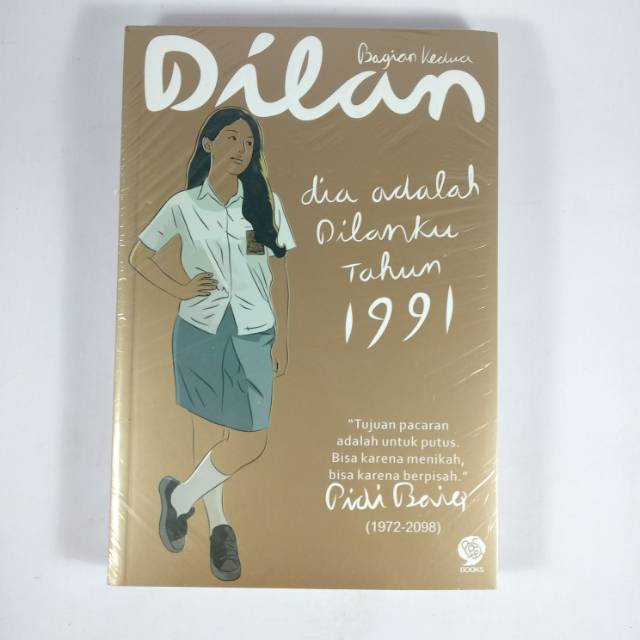 Bagian Kedua
Dilan
dia adalah
Dilanku
Tahun
1991
"Tujuan pacaran
adalah untuk putus.
Bisa karena menikah,
bisa karena berpisah."
Pidi Baiq
(1972-2098)
BOOKS